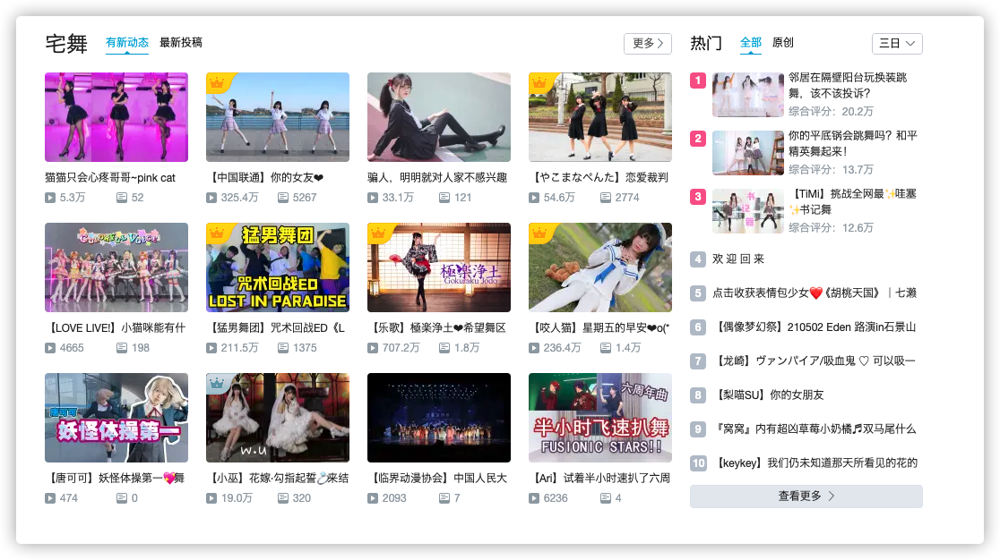 宅舞
有新动态
最新投稿
更多
猫猫只会心疼哥哥~pink cat
5.3万
52
【中国联通】你的女友❤
325.4万
5267
骗人，明明就对人家不感兴趣
33.1万
121
【やこまなぺんた】恋爱裁判
54.6万
2774
COLORFUL VOICE
猛男舞团
咒术回战ED
LOST IN PARADISE
極楽浄土
Gokuraku Jodo
【LOVE LIVE!】小猫咪能有什
4665
198
【猛男舞团】咒术回战ED《L
211.5万
1375
【乐歌】極楽浄土❤希望舞区
707.2万
1.8万
【咬人猫】星期五的早安❤o(*
236.4万
1.4万
唐可可
妖怪体操第一
w.u
六周年曲
半小时飞速扒舞
FUSIONIC STARS!!
【唐可可】妖怪体操第一💖舞
474
0
【小巫】花嫁·勾指起誓💍来结
19.0万
320
【临界动漫协会】中国人民大
2093
7
【Ari】试着半小时速扒了六周
6236
4
热门
全部
原创
三日
1
邻居在隔壁阳台玩换装跳
舞，该不该投诉？
综合评分：20.2万
2
你的平底锅会跳舞吗？和平
精英舞起来！
综合评分：13.7万
3
书记舞
【TiMi】挑战全网最✨哇塞
✨书记舞
综合评分：12.6万
4 欢 迎 回 来
5 点击收获表情包少女❤️《胡桃天国》｜七濑
6 【偶像梦幻祭】210502 Eden 路演in石景山
7 【龙崎】ヴァンパイア/吸血鬼 ♡ 可以吸一
8 【梨喵SU】你的女朋友
9 『窝窝』内有超凶草莓小奶橘♬双马尾什么
10 【keykey】我们仍未知道那天所看见的花的
查看更多